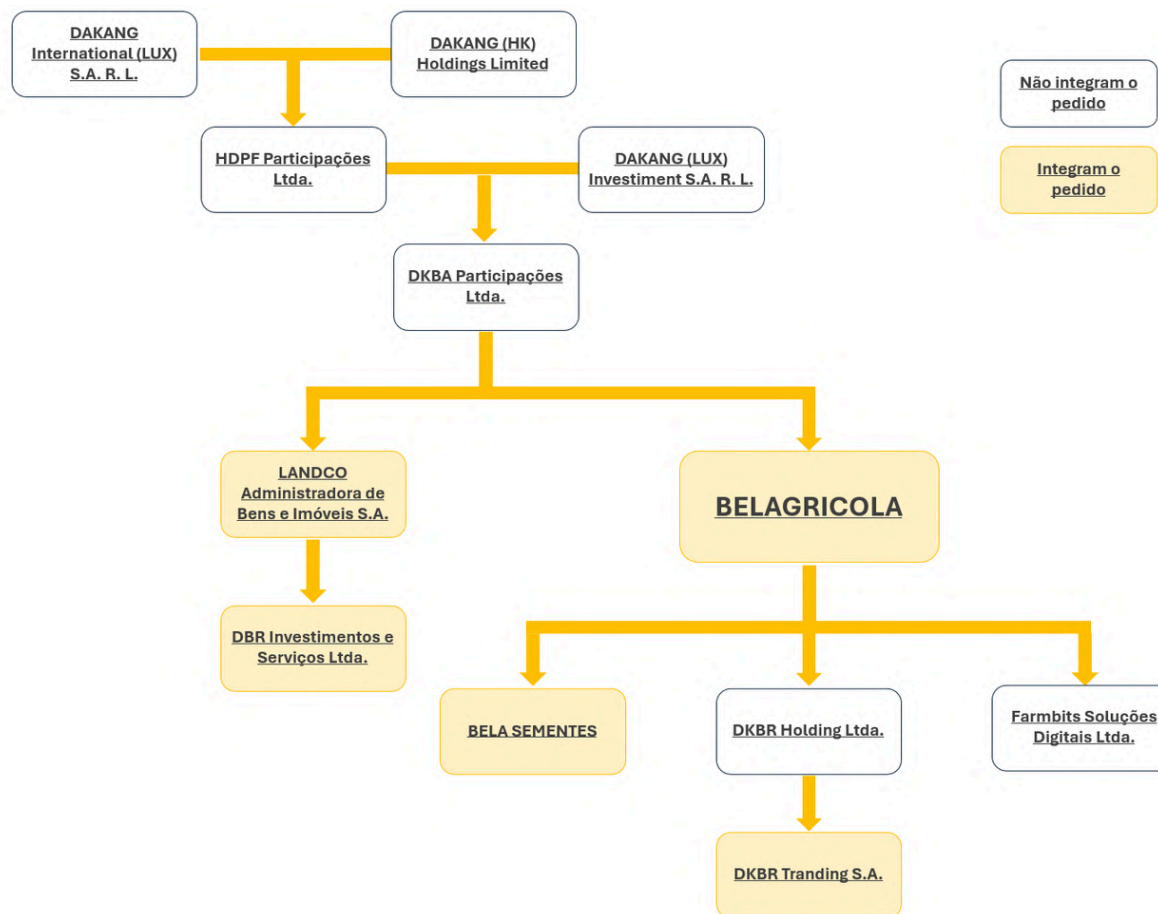 DAKANG
International (LUX)
S.A. R. L.
DAKANG (HK)
Holdings Limited
Não integram o
pedido
HDPF Participações
Ltda.
DAKANG (LUX)
Investiment S.A. R. L.
Integram o
pedido
DKBA Participações
Ltda.
LANDCO
Administradora de
Bens e Imóveis S.A.
BELAGRICOLA
DBR Investimentos e
Serviços Ltda.
BELA SEMENTES
DKBR Holding Ltda.
Farmbits Soluções
Digitais Ltda.
DKBR Tranding S.A.